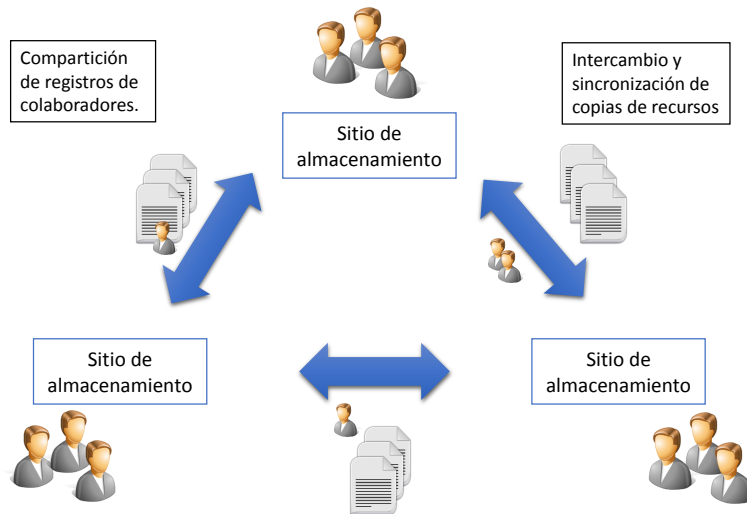 Compartición
de registros de
colaboradores.
Intercambio y
sincronización de
copias de recursos
Sitio de
almacenamiento
Sitio de
almacenamiento
Sitio de
almacenamiento